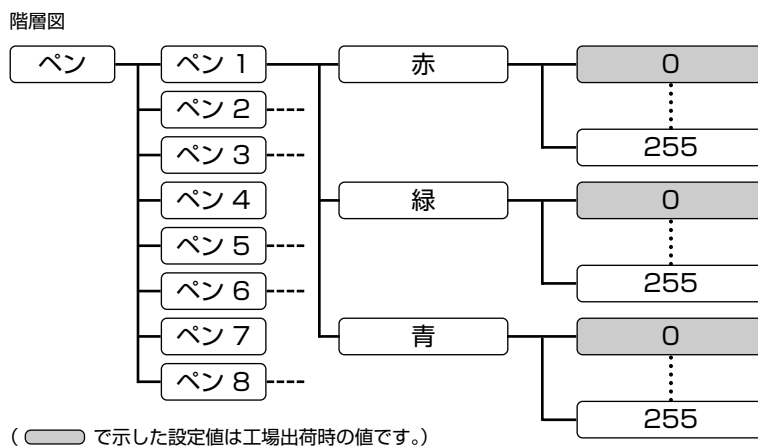 階層図
ペン ペン 1 赤 0
ペン 2
ペン 3 255
ペン 4 緑 0
ペン 5
ペン 6 255
ペン 7 青 0
ペン 8
255
( で示した設定値は工場出荷時の値です。)